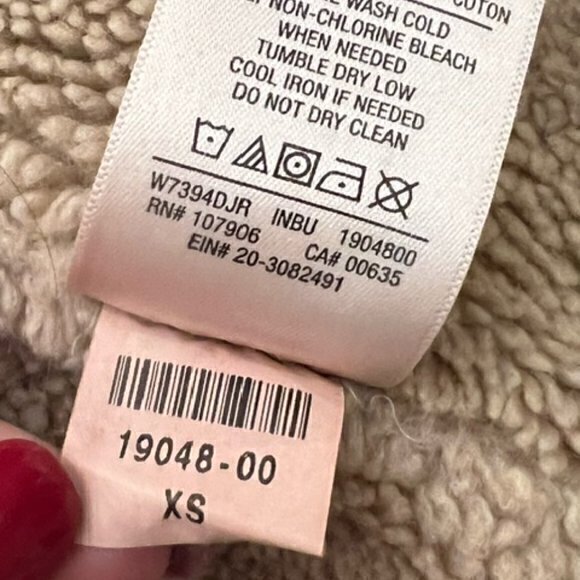 COTON
WASH COLD
NON-CHLORINE BLEACH
WHEN NEEDED
TUMBLE DRY LOW
COOL IRON IF NEEDED
DO NOT DRY CLEAN
W7394DJR INBU 1904800
RN# 107906 CA# 00635
EIN# 20-3082491
19048-00
XS